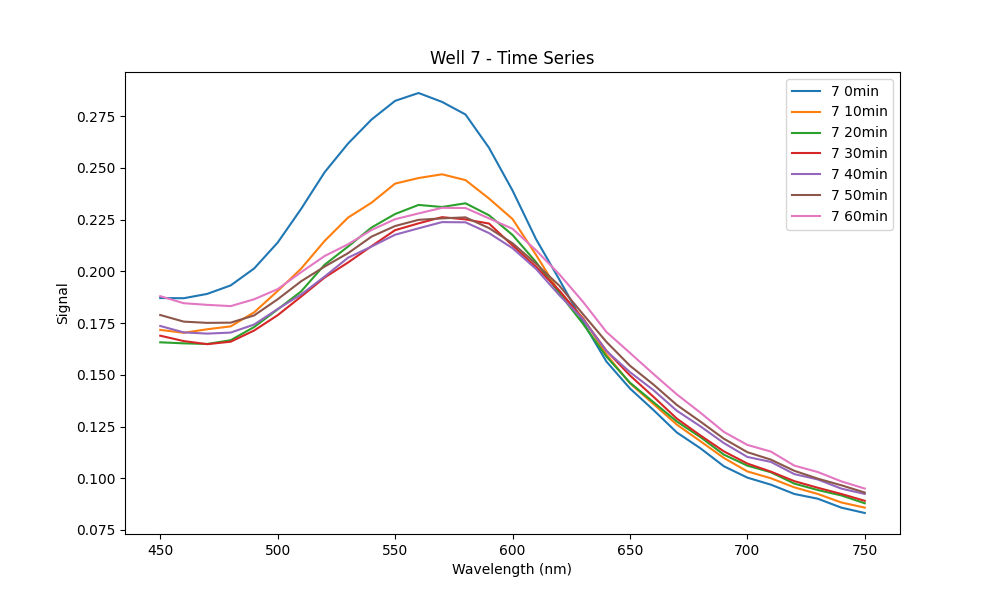 Well 7 - Time Series
7 0min
7 10min
7 20min
7 30min
7 40min
7 50min
7 60min
Signal
0.275
0.250
0.225
0.200
0.175
0.150
0.125
0.100
0.075
450 500 550 600 650 700 750
Wavelength (nm)